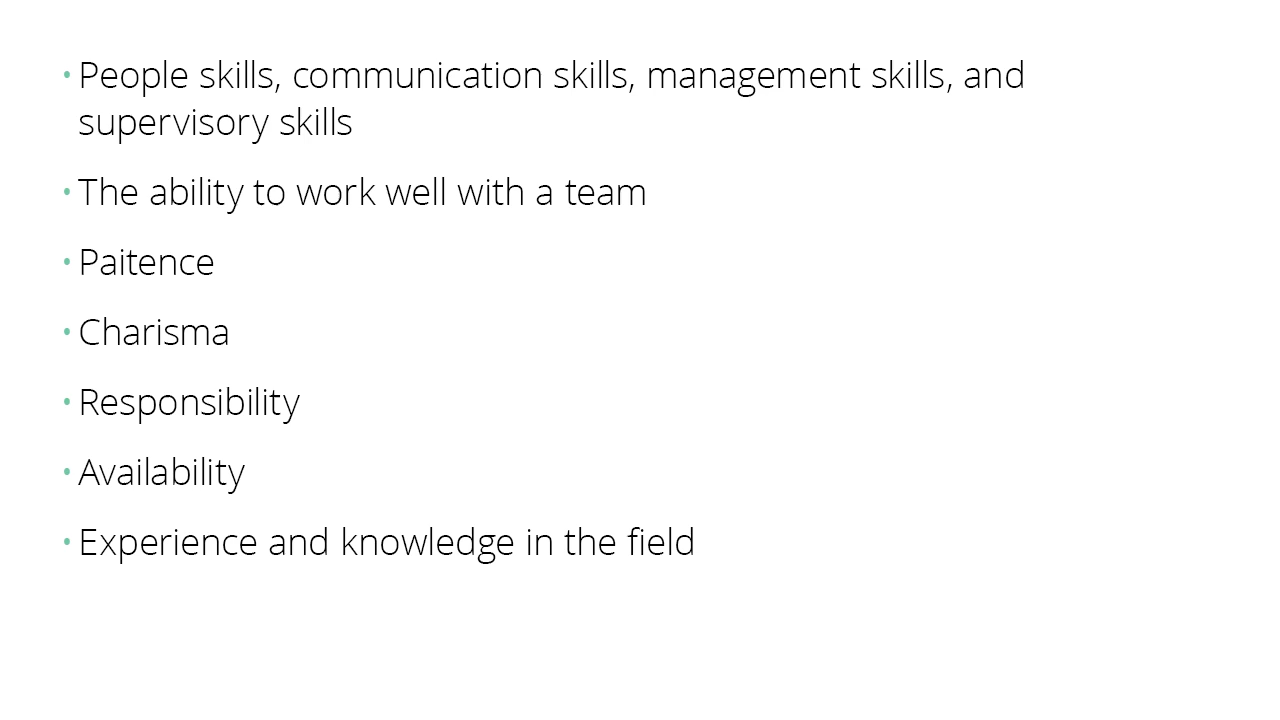 • People skills, communication skills, management skills, and
supervisory skills
• The ability to work well with a team
• Paitence
• Charisma
• Responsibility
• Availability
• Experience and knowledge in the field